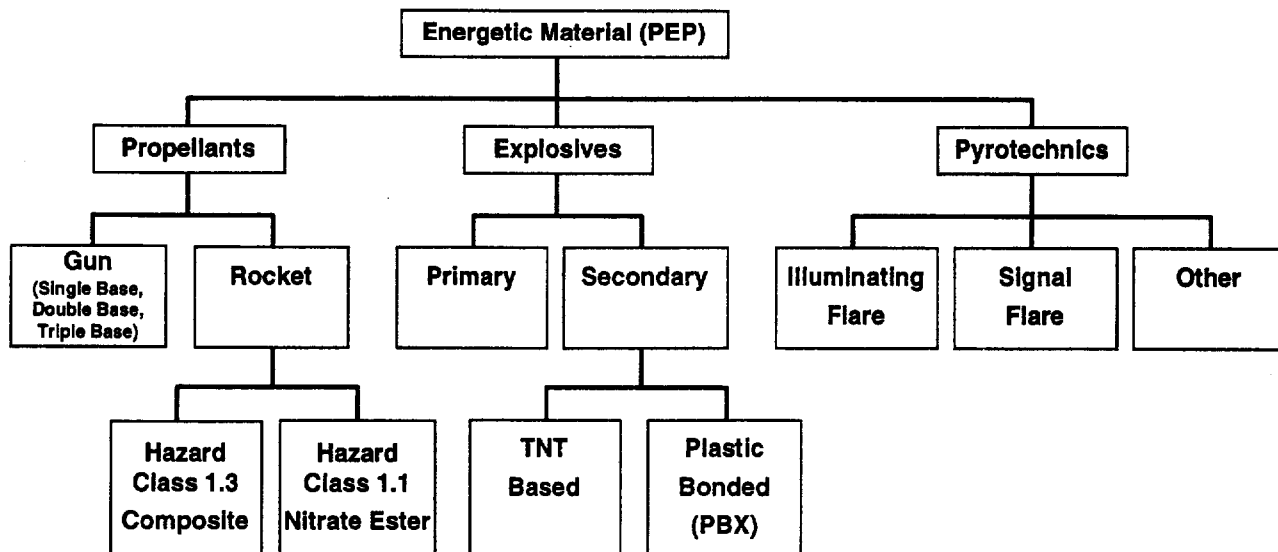 Energetic Material (PEP)
Propellants
Explosives
Pyrotechnics
Gun
(Single Base,
Double Base,
Triple Base)
Rocket
Primary
Secondary
Illuminating
Flare
Signal
Flare
Other
Hazard
Class 1.3
Composite
Hazard
Class 1.1
Nitrate Ester
TNT
Based
Plastic
Bonded
(PBX)